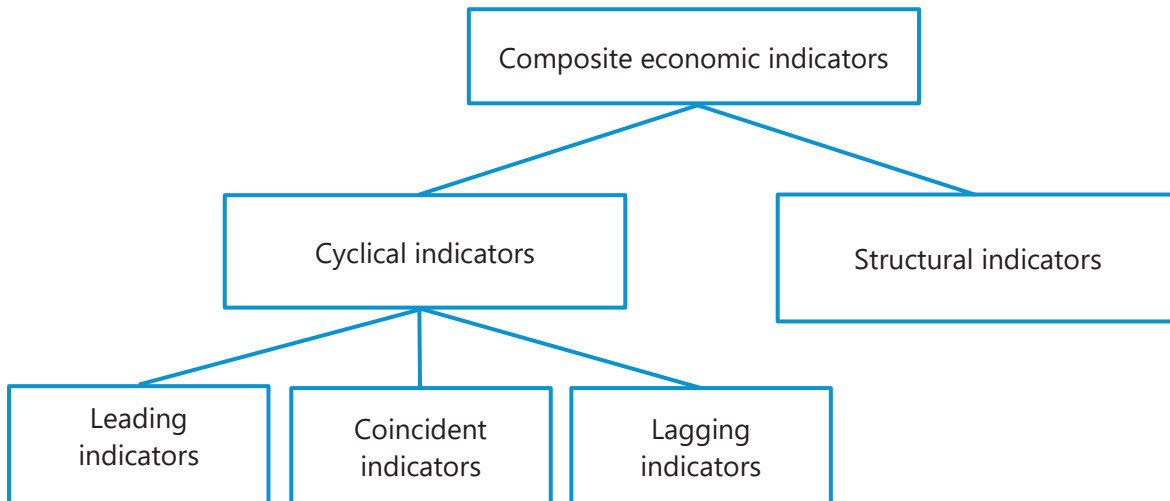 Composite economic indicators
Cyclical indicators
Structural indicators
Leading
indicators
Coincident
indicators
Lagging
indicators